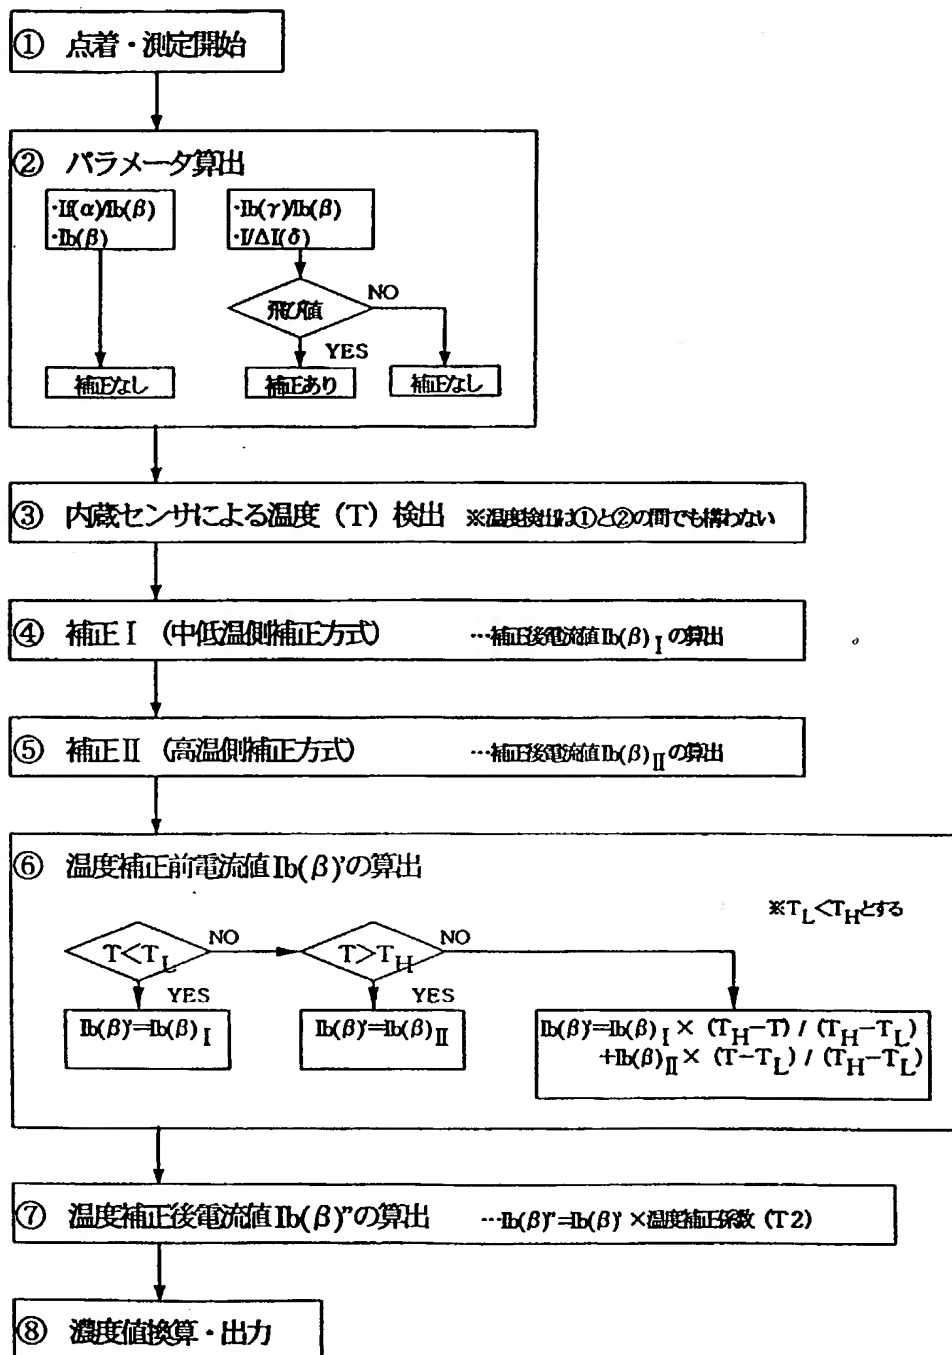 ① 点着・測定開始
② パラメータ算出
・If(α)/Ib(β)
・Ib(β)
・Ib(γ)/Ib(β)
・I/ΔI(δ)
飛び値
NO
YES
補正なし
補正あり
補正なし
③ 内蔵センサによる温度（T）検出 ※温度検出は①と②の間でも構わない
④ 補正Ⅰ（中低温側補正方式） …補正後電流値Ib(β)Ⅰの算出
⑤ 補正Ⅱ（高温側補正方式） …補正後電流値Ib(β)Ⅱの算出
⑥ 温度補正前電流値Ib(β)'の算出
※TL＜THとする
T＜TL
NO
T＞TH
NO
YES
YES
Ib(β)'=Ib(β)Ⅰ
Ib(β)'=Ib(β)Ⅱ
Ib(β)'=Ib(β)Ⅰ×（TH−T）/（TH−TL）
+Ib(β)Ⅱ×（T−TL）/（TH−TL）
⑦ 温度補正後電流値Ib(β)"の算出 …Ib(β)"=Ib(β)'×温度補正係数（T2）
⑧ 濃度値換算・出力